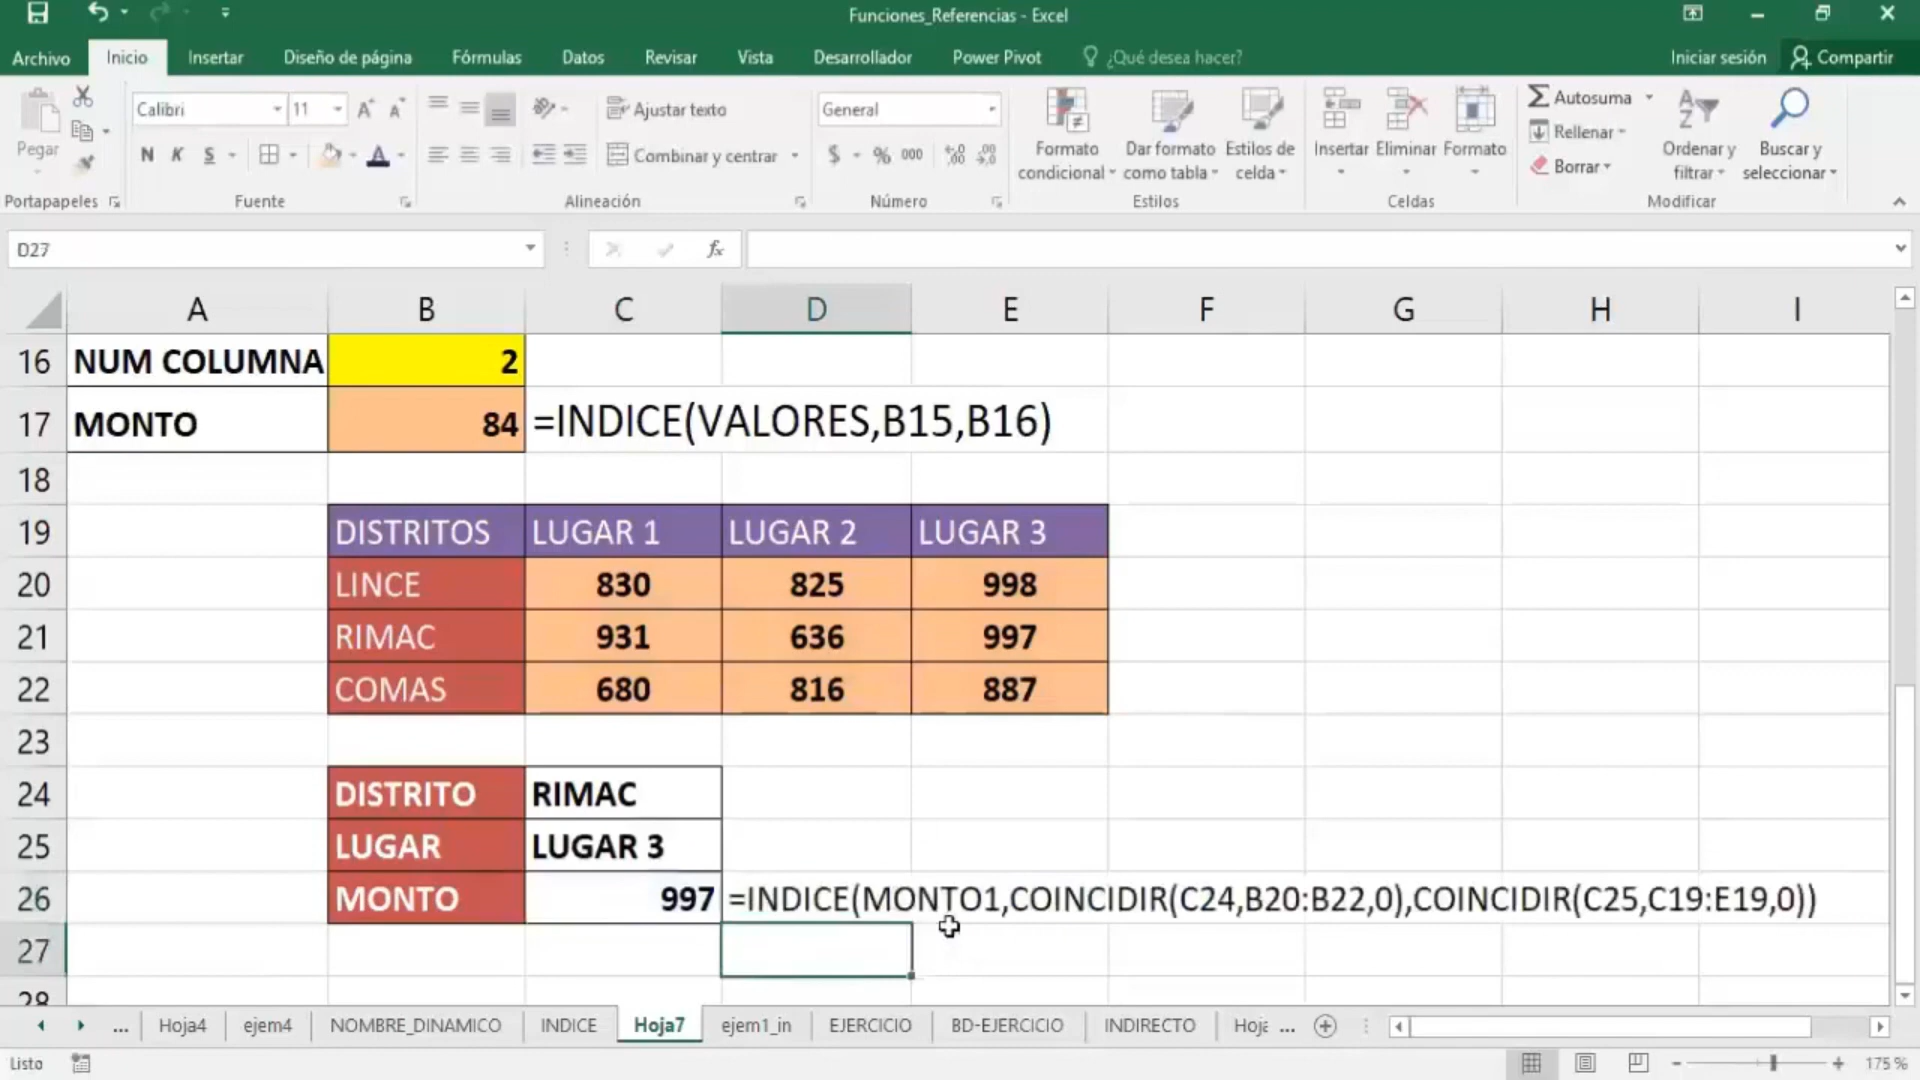 Funciones_Referencias - Excel
Archivo Inicio Insertar Diseño de página Fórmulas Datos Revisar Vista Desarrollador Power Pivot ¿Qué desea hacer? Iniciar sesión Compartir
Pegar
Calibri 11
N K S
Ajustar texto
Combinar y centrar
General
$ % 000
Formato condicional
Dar formato como tabla
Estilos de celda
Insertar Eliminar Formato
Autosuma
Rellenar
Borrar
Ordenar y filtrar
Buscar y seleccionar
Portapapeles Fuente Alineación Número Estilos Celdas Modificar
D27 fx
A B C D E F G H I
16 NUM COLUMNA 2
17 MONTO 84 =INDICE(VALORES,B15,B16)
18
19 DISTRITOS LUGAR 1 LUGAR 2 LUGAR 3
20 LINCE 830 825 998
21 RIMAC 931 636 997
22 COMAS 680 816 887
23
24 DISTRITO RIMAC
25 LUGAR LUGAR 3
26 MONTO 997 =INDICE(MONTO1,COINCIDIR(C24,B20:B22,0),COINCIDIR(C25,C19:E19,0))
27
28
... Hoja4 ejem4 NOMBRE_DINAMICO INDICE Hoja7 ejem1_in EJERCICIO BD-EJERCICIO INDIRECTO Hoja ...
Listo 175 %